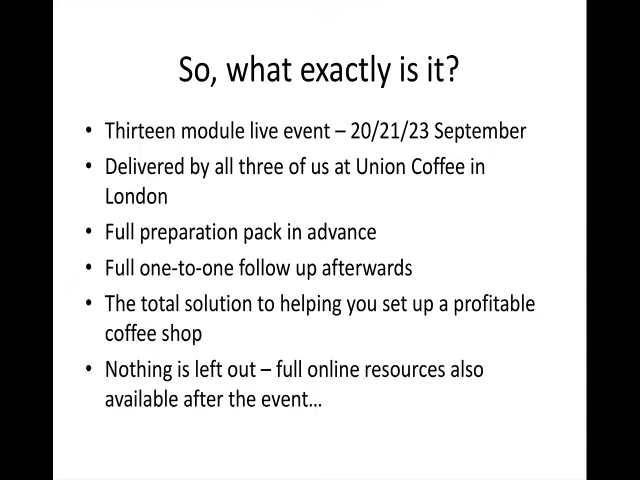 So, what exactly is it?
• Thirteen module live event – 20/21/23 September
• Delivered by all three of us at Union Coffee in
London
• Full preparation pack in advance
• Full one-to-one follow up afterwards
• The total solution to helping you set up a profitable
coffee shop
• Nothing is left out – full online resources also
available after the event…